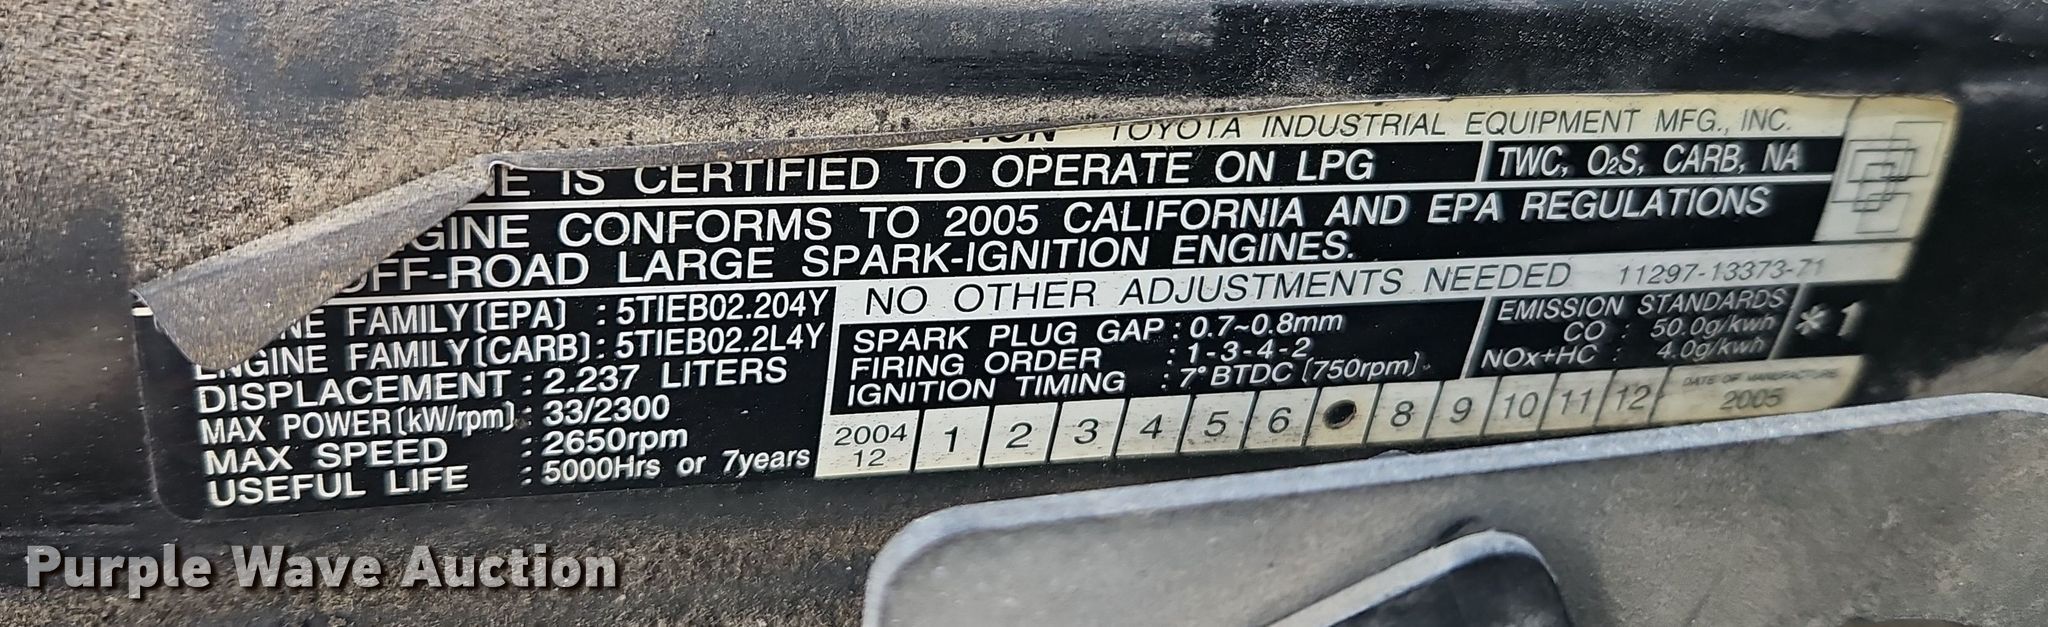 TOYOTA INDUSTRIAL EQUIPMENT MFG., INC.
IS CERTIFIED TO OPERATE ON LPG TWC, O2S, CARB, NA
GINE CONFORMS TO 2005 CALIFORNIA AND EPA REGULATIONS
OFF-ROAD LARGE SPARK-IGNITION ENGINES.
NE FAMILY(EPA) : 5TIEB02.204Y
ENGINE FAMILY(CARB): 5TIEB02.2L4Y
DISPLACEMENT : 2.237 LITERS
MAX POWER(kW/rpm) : 33/2300
MAX SPEED : 2650rpm
USEFUL LIFE : 5000Hrs or 7years
NO OTHER ADJUSTMENTS NEEDED 11297-13373-71
SPARK PLUG GAP : 0.7~0.8mm
FIRING ORDER : 1-3-4-2
IGNITION TIMING : 7°BTDC (750rpm)
EMISSION STANDARDS
CO : 50.0g/kwh
NOx+HC : 4.0g/kwh
*1
2004 12 1 2 3 4 5 6 8 9 10 11 12
DATE OF MANUFACTURE
2005
Purple Wave Auction